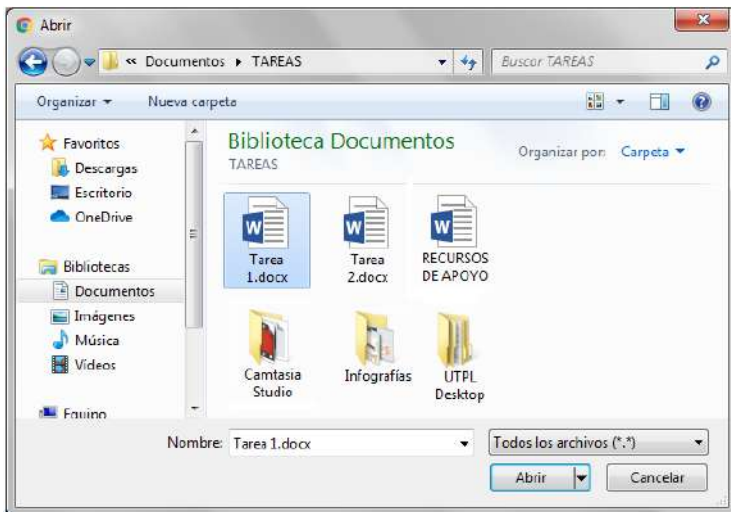 Abrir
« Documentos ▸ TAREAS
Buscar TAREAS
Organizar
Nueva carpeta
Favoritos
Descargas
Escritorio
OneDrive
Bibliotecas
Documentos
Imágenes
Música
Vídeos
Equipo
Biblioteca Documentos
TAREAS
Organizar por:
Carpeta
Tarea
1.docx
Tarea
2.docx
RECURSOS
DE APOYO
Camtasia
Studio
Infografías
UTPL
Desktop
Nombre:
Tarea 1.docx
Todos los archivos (*.*)
Abrir
Cancelar